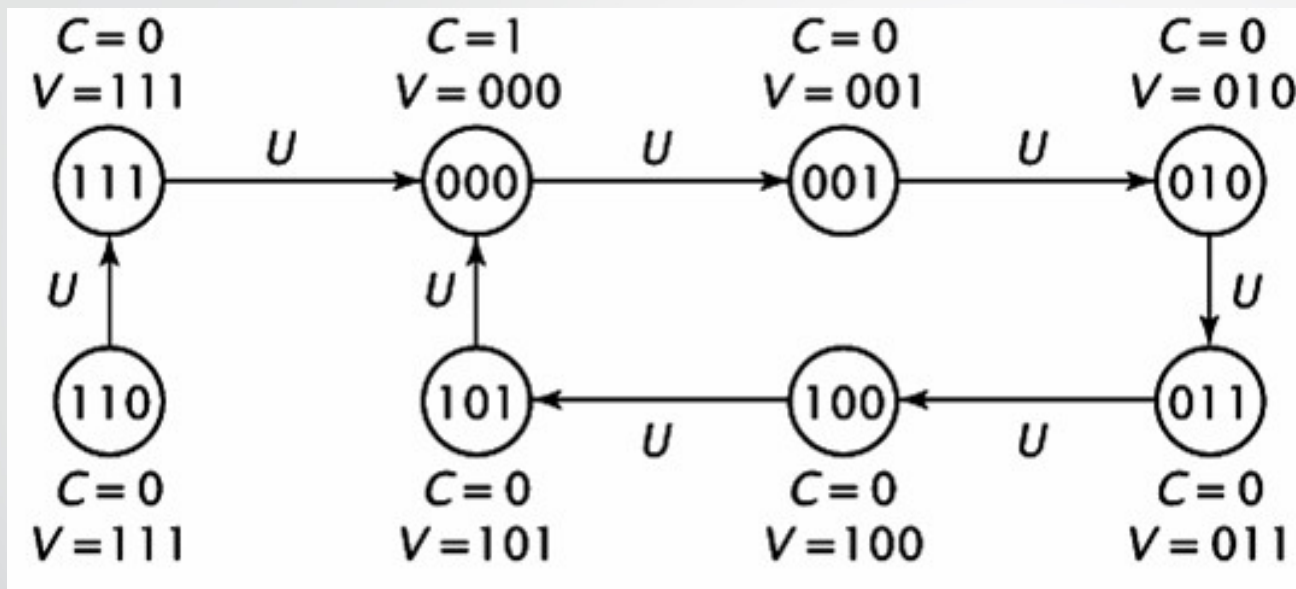 C=0 C=1 C=0 C=0
V=111 V=000 V=001 V=010
U U U
111 000 001 010
U U U
110 101 100 011
U U
C=0 C=0 C=0 C=0
V=111 V=101 V=100 V=011